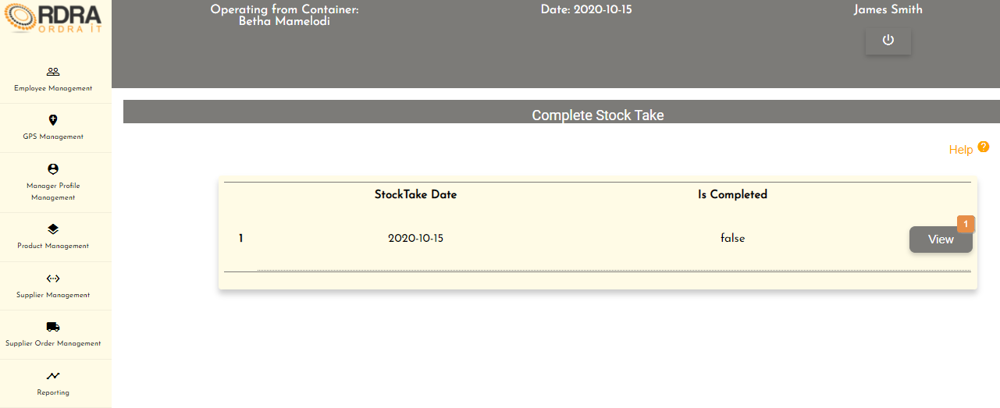 RDRA
ORDRA IT
Operating from Container:
Betha Mamelodi
Date: 2020-10-15
James Smith
Employee Management
GPS Management
Manager Profile
Management
Product Management
Supplier Management
Supplier Order Management
Reporting
Complete Stock Take
Help ?
StockTake Date Is Completed
1 2020-10-15 false View 1